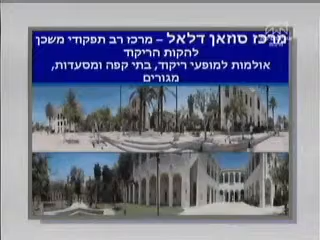 מרכז סוזאן דלאל – מרכז רב תפקודי משכן
להקות הריקוד
אולמות למופעי ריקוד, בתי קפה ומסעדות,
מגורים